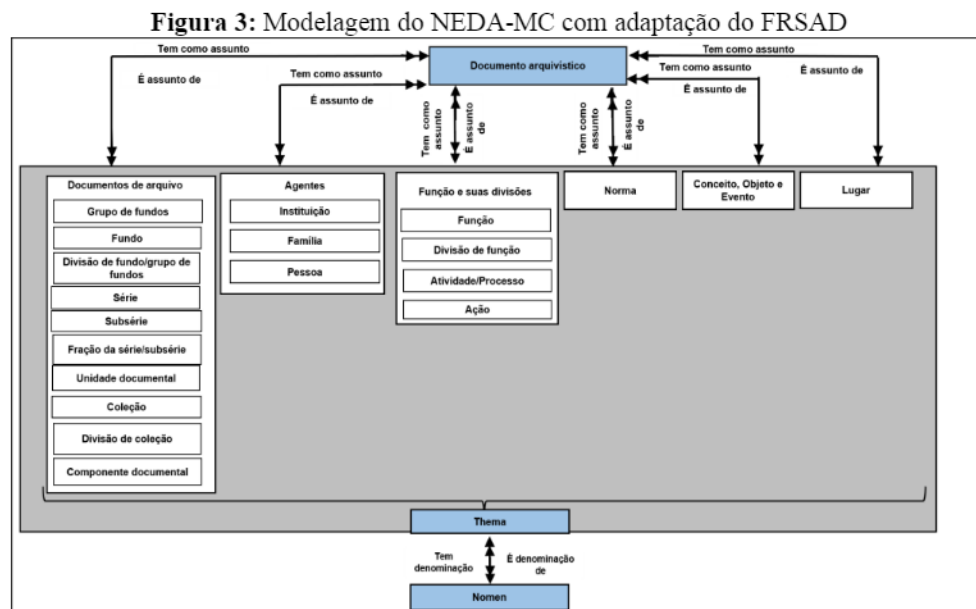 Figura 3: Modelagem do NEDA-MC com adaptação do FRSAD
Tem como assunto
É assunto de
Tem como assunto
É assunto de
Documento arquivístico
Tem como assunto
É assunto de
Tem como assunto
É assunto de
Tem como
assunto
É assunto
de
Tem como
assunto
É assunto
de
Documentos de arquivo
Grupo de fundos
Fundo
Divisão de fundo/grupo de
fundos
Série
Subsérie
Fração da série/subsérie
Unidade documental
Coleção
Divisão de coleção
Componente documental
Agentes
Instituição
Família
Pessoa
Função e suas divisões
Função
Divisão de função
Atividade/Processo
Ação
Norma
Conceito, Objeto e
Evento
Lugar
Thema
Tem
denominação
É denominação
de
Nomen